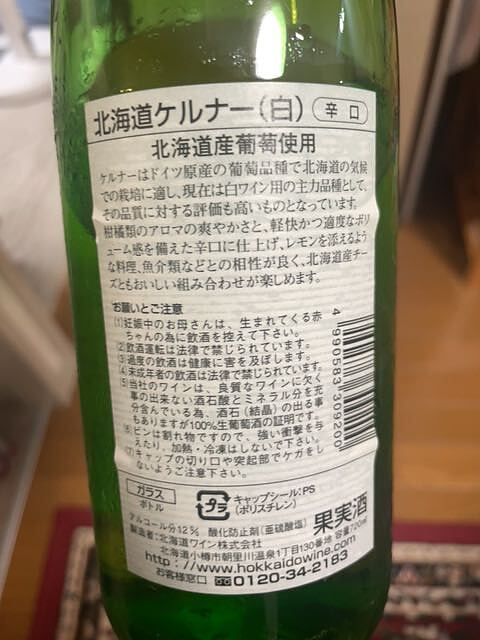 北海道ケルナー(白) 辛口
北海道産葡萄使用
ケルナーはドイツ原産の葡萄品種で北海道の気候
での栽培に適し、現在は白ワイン用の主力品種として、
その品質に対する評価も高いものとなっています。
柑橘類のアロマの爽やかさと、軽快かつ適度なボリ
ューム感を備えた辛口に仕上げ、レモンを添えるよう
な料理、魚介類などとの相性が良く、北海道産チー
ズともおいしい組み合わせが楽しめます。
お願いとご注意
(1)妊娠中のお母さんは、生まれてくる赤
ちゃんの為に飲酒を控えて下さい。
(2)飲酒運転は法律で禁じられています。
(3)過度の飲酒は健康に害を及ぼします。
(4)未成年者の飲酒は法律で禁じられています。
(5)当社のワインは、良質なワインに欠く
事の出来ない酒石酸とミネラル分を充
分含んでいる為、酒石(結晶)の出る事
もありますが100%生葡萄酒の証明です。
(6)ビンは割れ物ですので、強い衝撃を与
えたり、加熱・冷凍はしないで下さい。
(7)キャップの切り口や突起部でケガをし
ないようご注意下さい。
4 990583 309200
ガラス
ボトル
プラ
キャップシール:PS
(ポリスチレン)
アルコール分12% 酸化防止剤(亜硫酸塩) 果実酒
製造者:北海道ワイン株式会社 容量720ml
北海道小樽市朝里川温泉1丁目130番地
http://www.hokkaidowine.com
お客様窓口 0120-34-2183